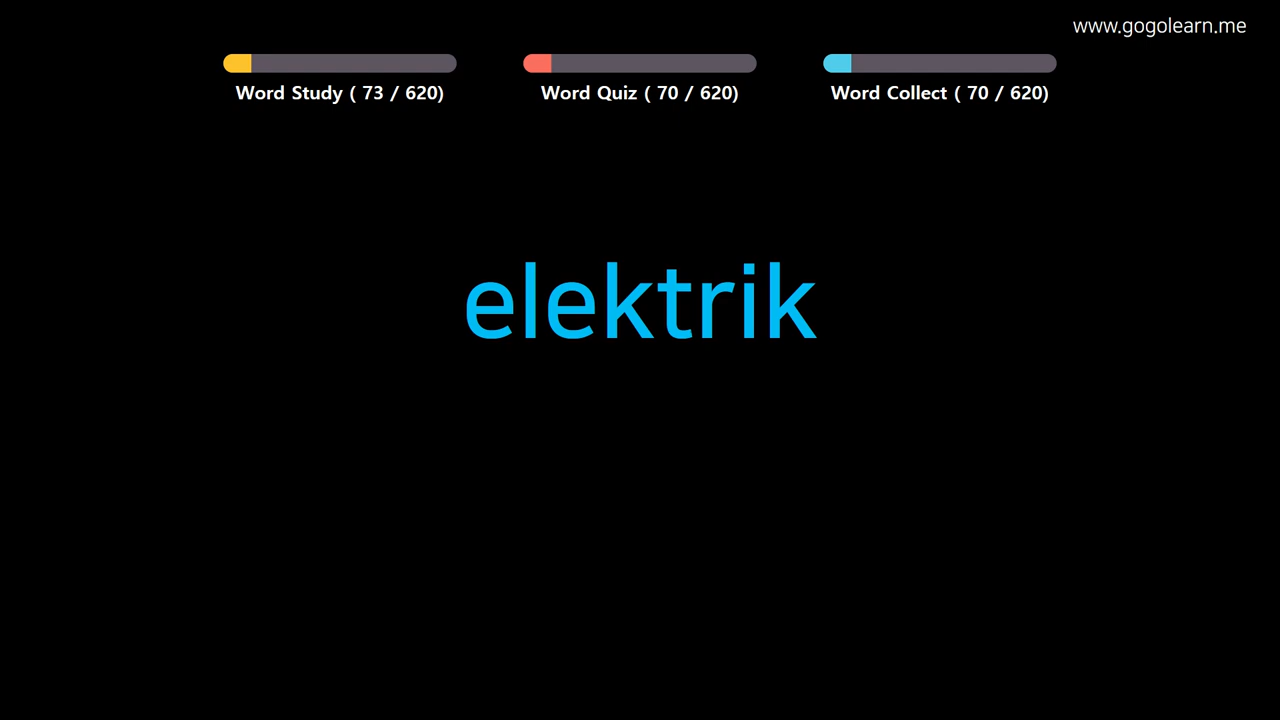 www.gogolearn.me
Word Study ( 73 / 620)
Word Quiz ( 70 / 620)
Word Collect ( 70 / 620)
elektrik